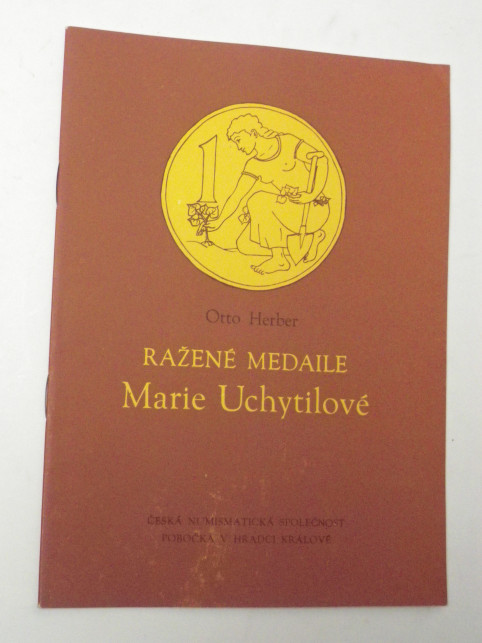 1
Otto Herber
RAŽENÉ MEDAILE
Marie Uchytilové
ČESKÁ NUMISMATICKÁ SPOLEČNOST
POBOČKA V HRADCI KRÁLOVÉ